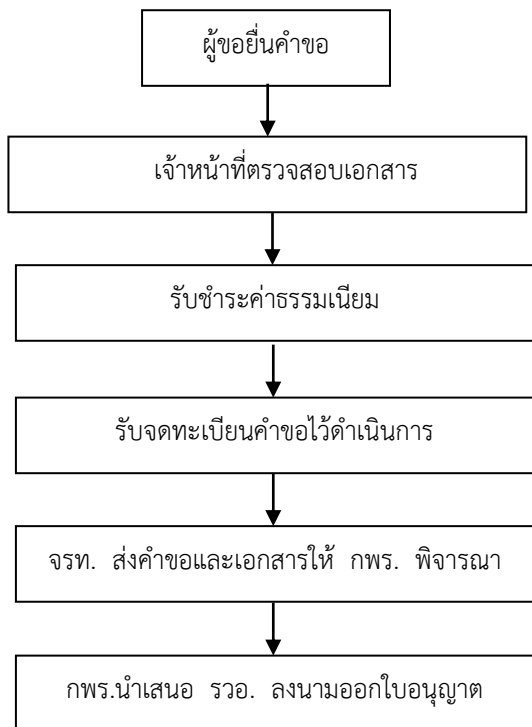 ผู้ขอยื่นคำขอ
เจ้าหน้าที่ตรวจสอบเอกสาร
รับชำระค่าธรรมเนียม
รับจดทะเบียนคำขอไว้ดำเนินการ
จรท. ส่งคำขอและเอกสารให้ กพร. พิจารณา
กพร.นำเสนอ รวอ. ลงนามออกใบอนุญาต